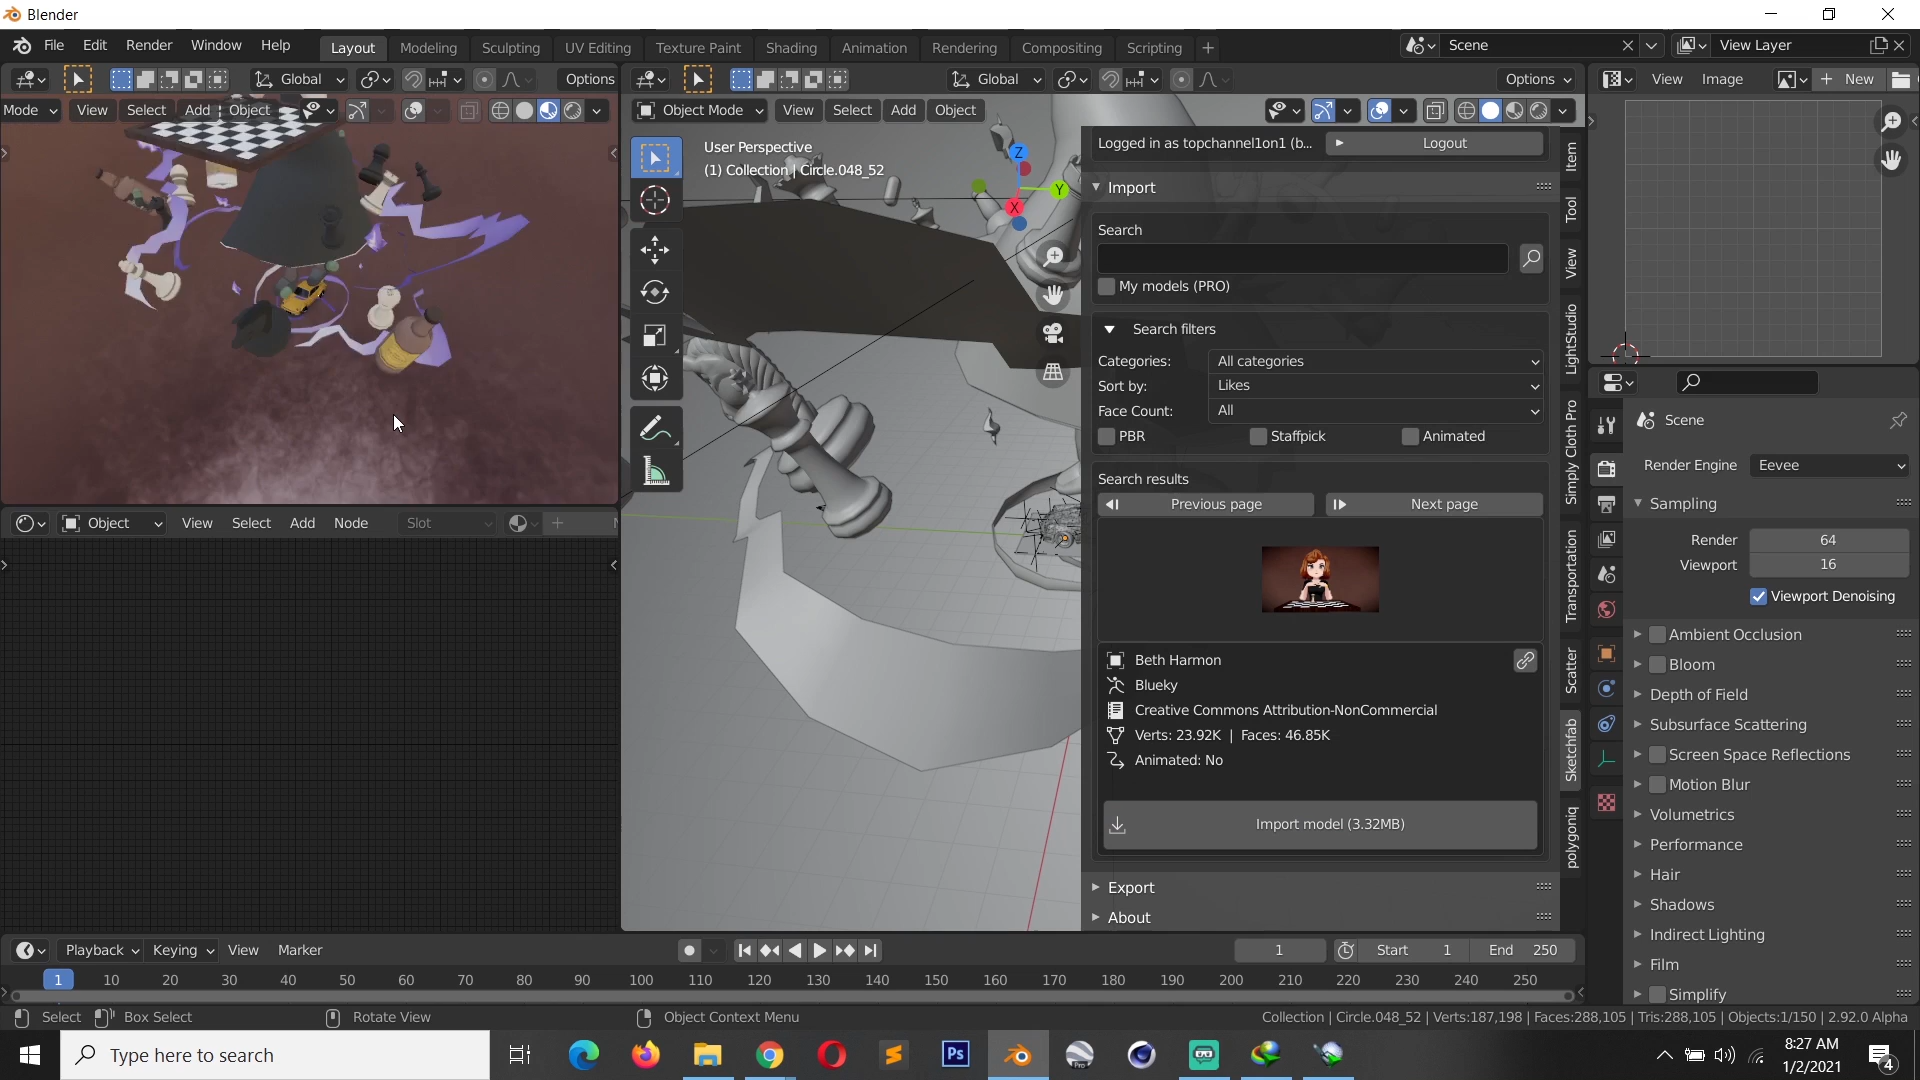 Blender
File Edit Render Window Help Layout Modeling Sculpting UV Editing Texture Paint Shading Animation Rendering Compositing Scripting + Scene View Layer
Global Options Global Options View Image New
Mode View Select Add Object Object Mode View Select Add Object
User Perspective
(1) Collection | Circle.048_52
Z
Y
X
Logged in as topchannel1on1 (b... Logout
Import
Search
My models (PRO)
Search filters
Categories: All categories
Sort by: Likes
Face Count: All
PBR Staffpick Animated
Search results
Previous page Next page
Beth Harmon
Blueky
Creative Commons Attribution-NonCommercial
Verts: 23.92K | Faces: 46.85K
Animated: No
Import model (3.32MB)
Export
About
Item
Tool
View
LightStudio
Simply Cloth Pro
Transportation
Scatter
Sketchfab
polygoniq
Scene
Render Engine Eevee
Sampling
Render 64
Viewport 16
Viewport Denoising
Ambient Occlusion
Bloom
Depth of Field
Subsurface Scattering
Screen Space Reflections
Motion Blur
Volumetrics
Performance
Hair
Shadows
Indirect Lighting
Film
Simplify
Object View Select Add Node Slot
Playback Keying View Marker 1 Start 1 End 250
1 10 20 30 40 50 60 70 80 90 100 110 120 130 140 150 160 170 180 190 200 210 220 230 240 250
Select Box Select Rotate View Object Context Menu Collection | Circle.048_52 | Verts:187,198 | Faces:288,105 | Tris:288,105 | Objects:1/150 | 2.92.0 Alpha
Type here to search Ps Pro 8:27 AM
1/2/2021 4